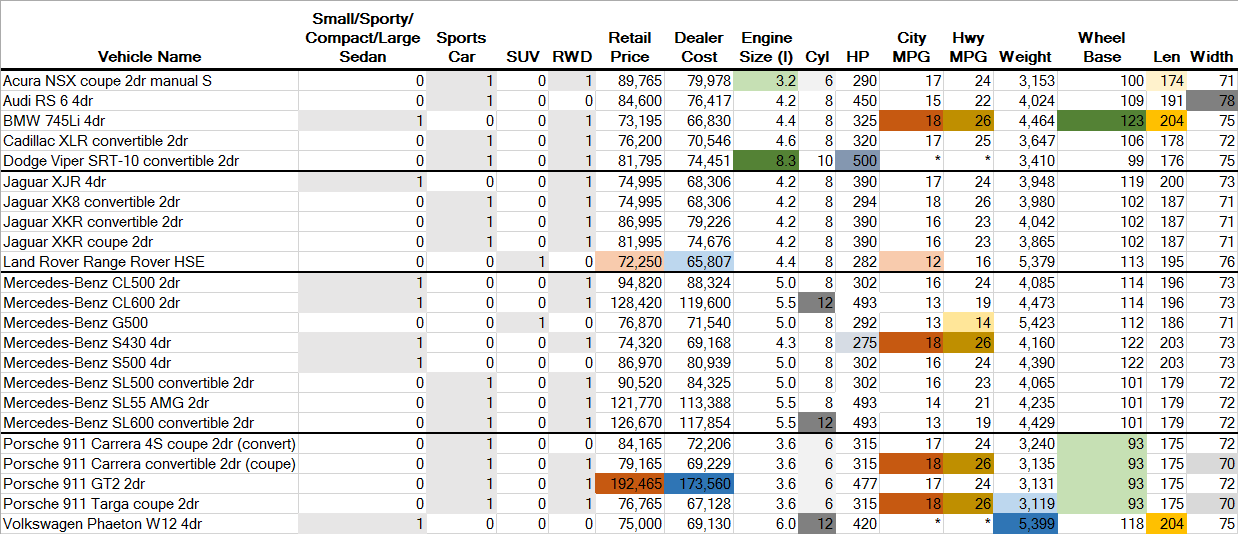 Small/Sporty/
Compact/Large Sports Retail Dealer Engine City Hwy Wheel
Vehicle Name Sedan Car SUV RWD Price Cost Size (l) Cyl HP MPG MPG Weight Base Len Width
Acura NSX coupe 2dr manual S 0 1 0 1 89,765 79,978 3.2 6 290 17 24 3,153 100 174 71
Audi RS 6 4dr 0 1 0 0 84,600 76,417 4.2 8 450 15 22 4,024 109 191 78
BMW 745Li 4dr 1 0 0 1 73,195 66,830 4.4 8 325 18 26 4,464 123 204 75
Cadillac XLR convertible 2dr 0 1 0 1 76,200 70,546 4.6 8 320 17 25 3,647 106 178 72
Dodge Viper SRT-10 convertible 2dr 0 1 0 1 81,795 74,451 8.3 10 500 * * 3,410 99 176 75
Jaguar XJR 4dr 1 0 0 1 74,995 68,306 4.2 8 390 17 24 3,948 119 200 73
Jaguar XK8 convertible 2dr 0 1 0 1 74,995 68,306 4.2 8 294 18 26 3,980 102 187 71
Jaguar XKR convertible 2dr 0 1 0 1 86,995 79,226 4.2 8 390 16 23 4,042 102 187 71
Jaguar XKR coupe 2dr 0 1 0 1 81,995 74,676 4.2 8 390 16 23 3,865 102 187 71
Land Rover Range Rover HSE 0 0 1 0 72,250 65,807 4.4 8 282 12 16 5,379 113 195 76
Mercedes-Benz CL500 2dr 1 0 0 1 94,820 88,324 5.0 8 302 16 24 4,085 114 196 73
Mercedes-Benz CL600 2dr 1 0 0 1 128,420 119,600 5.5 12 493 13 19 4,473 114 196 73
Mercedes-Benz G500 0 0 1 0 76,870 71,540 5.0 8 292 13 14 5,423 112 186 71
Mercedes-Benz S430 4dr 1 0 0 1 74,320 69,168 4.3 8 275 18 26 4,160 122 203 73
Mercedes-Benz S500 4dr 1 0 0 0 86,970 80,939 5.0 8 302 16 24 4,390 122 203 73
Mercedes-Benz SL500 convertible 2dr 0 1 0 1 90,520 84,325 5.0 8 302 16 23 4,065 101 179 72
Mercedes-Benz SL55 AMG 2dr 0 1 0 1 121,770 113,388 5.5 8 493 14 21 4,235 101 179 72
Mercedes-Benz SL600 convertible 2dr 0 1 0 1 126,670 117,854 5.5 12 493 13 19 4,429 101 179 72
Porsche 911 Carrera 4S coupe 2dr (convert) 0 1 0 0 84,165 72,206 3.6 6 315 17 24 3,240 93 175 72
Porsche 911 Carrera convertible 2dr (coupe) 0 1 0 1 79,165 69,229 3.6 6 315 18 26 3,135 93 175 70
Porsche 911 GT2 2dr 0 1 0 1 192,465 173,560 3.6 6 477 17 24 3,131 93 175 72
Porsche 911 Targa coupe 2dr 0 1 0 1 76,765 67,128 3.6 6 315 18 26 3,119 93 175 70
Volkswagen Phaeton W12 4dr 1 0 0 0 75,000 69,130 6.0 12 420 * * 5,399 118 204 75